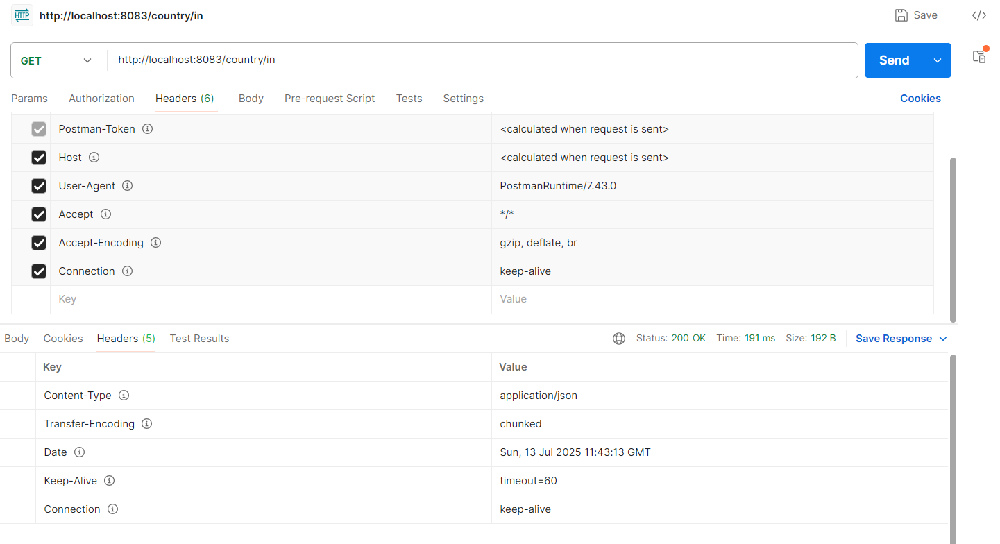 HTTP http://localhost:8083/country/in Save
GET http://localhost:8083/country/in Send
Params Authorization Headers (6) Body Pre-request Script Tests Settings Cookies
Postman-Token <calculated when request is sent>
Host <calculated when request is sent>
User-Agent PostmanRuntime/7.43.0
Accept */*
Accept-Encoding gzip, deflate, br
Connection keep-alive
Key Value
Body Cookies Headers (5) Test Results Status: 200 OK Time: 191 ms Size: 192 B Save Response
Key Value
Content-Type application/json
Transfer-Encoding chunked
Date Sun, 13 Jul 2025 11:43:13 GMT
Keep-Alive timeout=60
Connection keep-alive